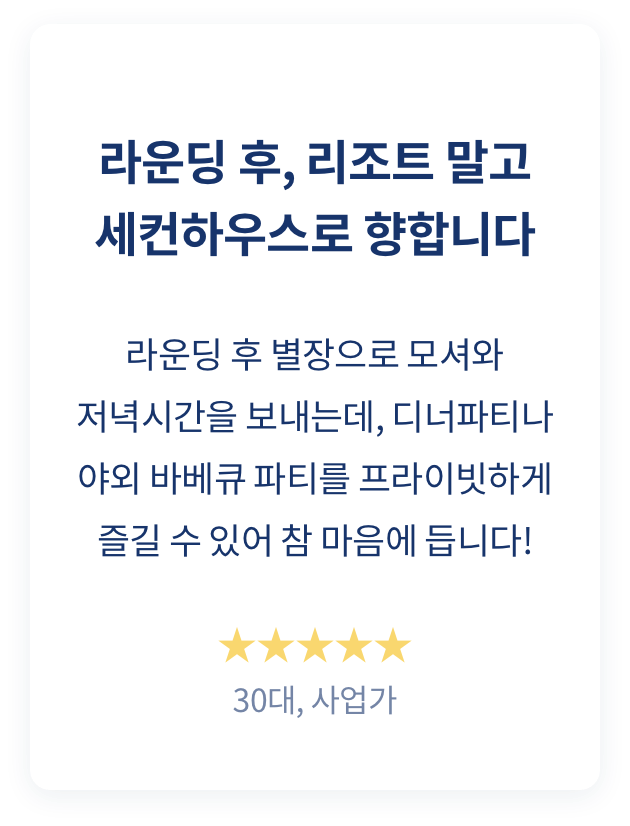 라운딩 후, 리조트 말고
세컨하우스로 향합니다
라운딩 후 별장으로 모셔와
저녁시간을 보내는데, 디너파티나
야외 바베큐 파티를 프라이빗하게
즐길 수 있어 참 마음에 듭니다!
★★★★★
30대, 사업가